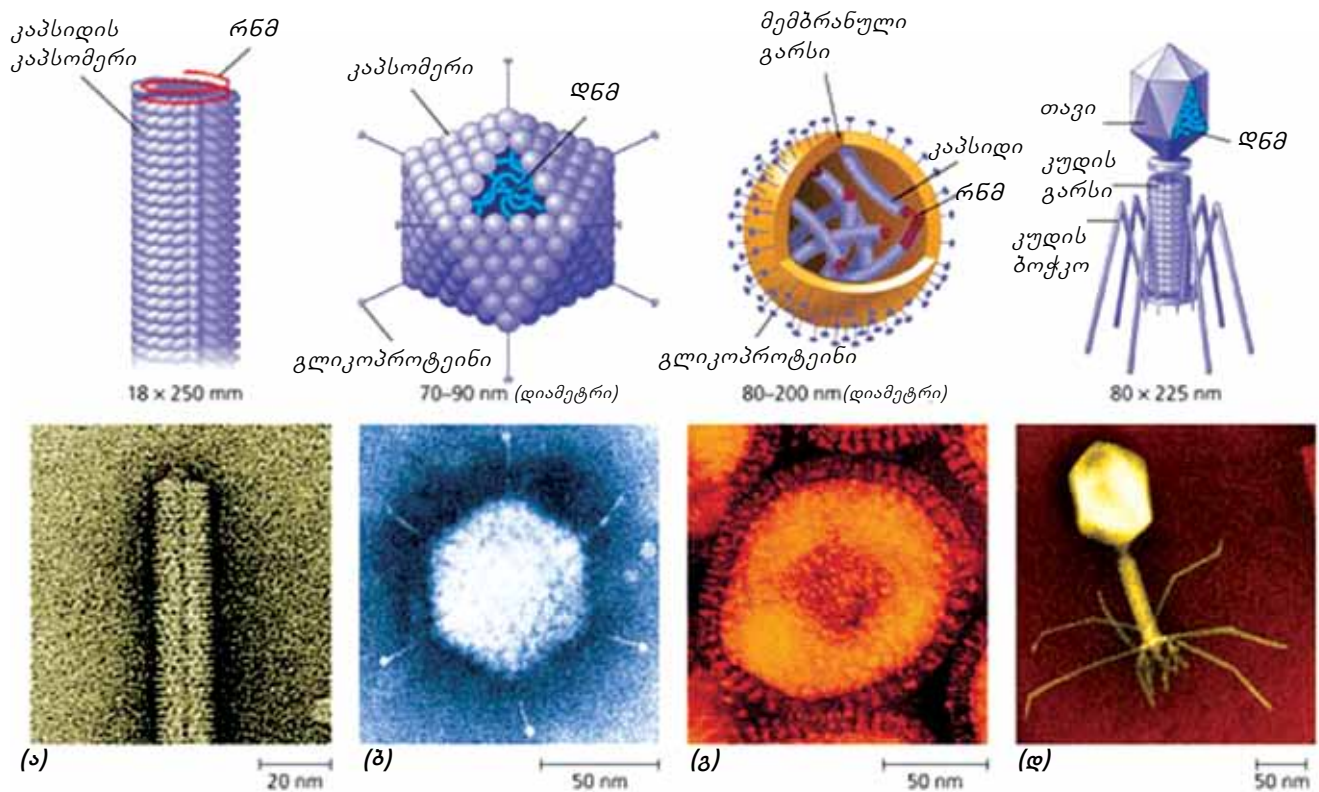 კაპსიდის
კაპსომერი
რნმ
18 × 250 mm
კაპსომერი
დნმ
გლიკოპროტეინი
70–90 nm (დიამეტრი)
მემბრანული
გარსი
კაპსიდი
რნმ
გლიკოპროტეინი
80–200 nm(დიამეტრი)
თავი
დნმ
კუდის
გარსი
კუდის
ბოჭკო
80 × 225 nm
(ა)
20 nm
(ბ)
50 nm
(გ)
50 nm
(დ)
50 nm